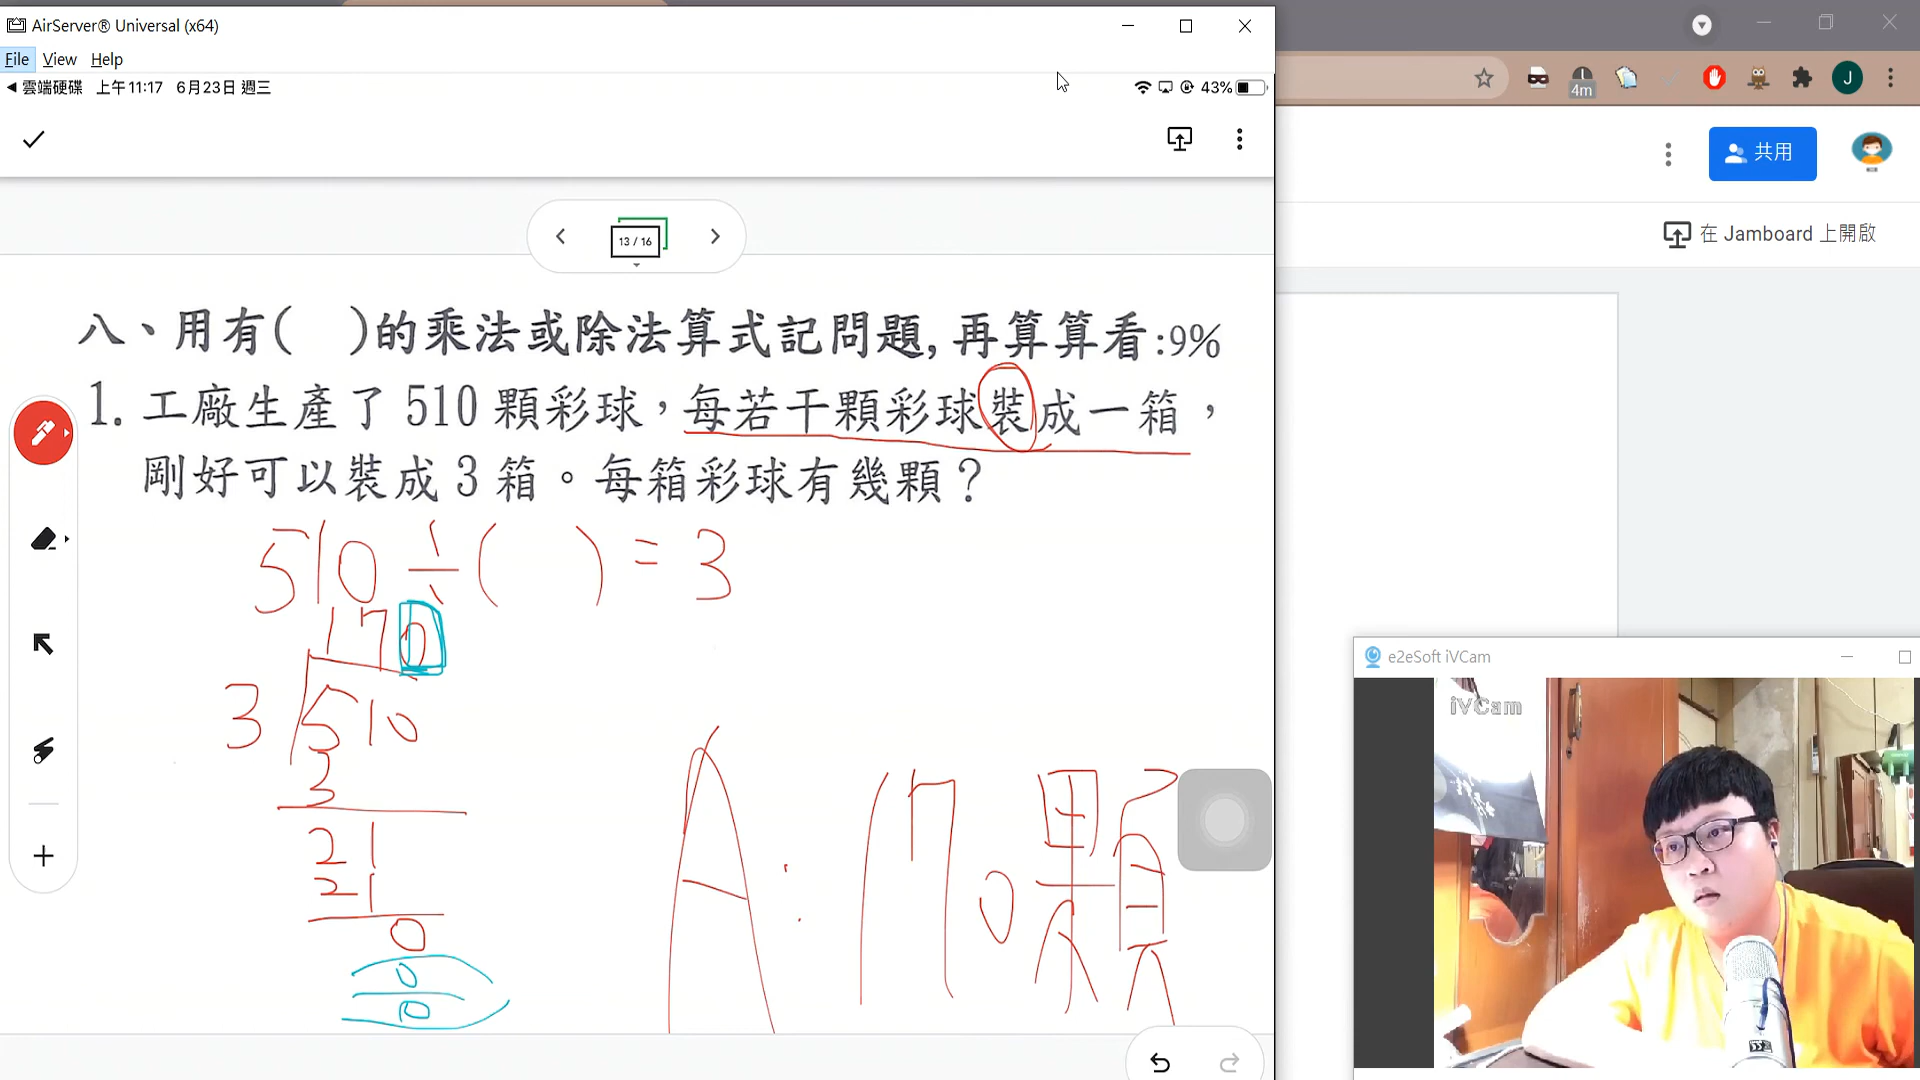 AirServer® Universal (x64)
File View Help
雲端硬碟 上午11:17 6月23日 週三
43%
4m
J
共用
13 / 16
在 Jamboard 上開啟
八、用有( )的乘法或除法算式記問題,再算算看:9%
1. 工廠生產了 510 顆彩球,每若干顆彩球裝成一箱,
剛好可以裝成 3 箱。每箱彩球有幾顆?
510 ÷ ( ) = 3
170
3 510
3
21
21
0
0
0
A : 170顆
e2eSoft iVCam
iVCam